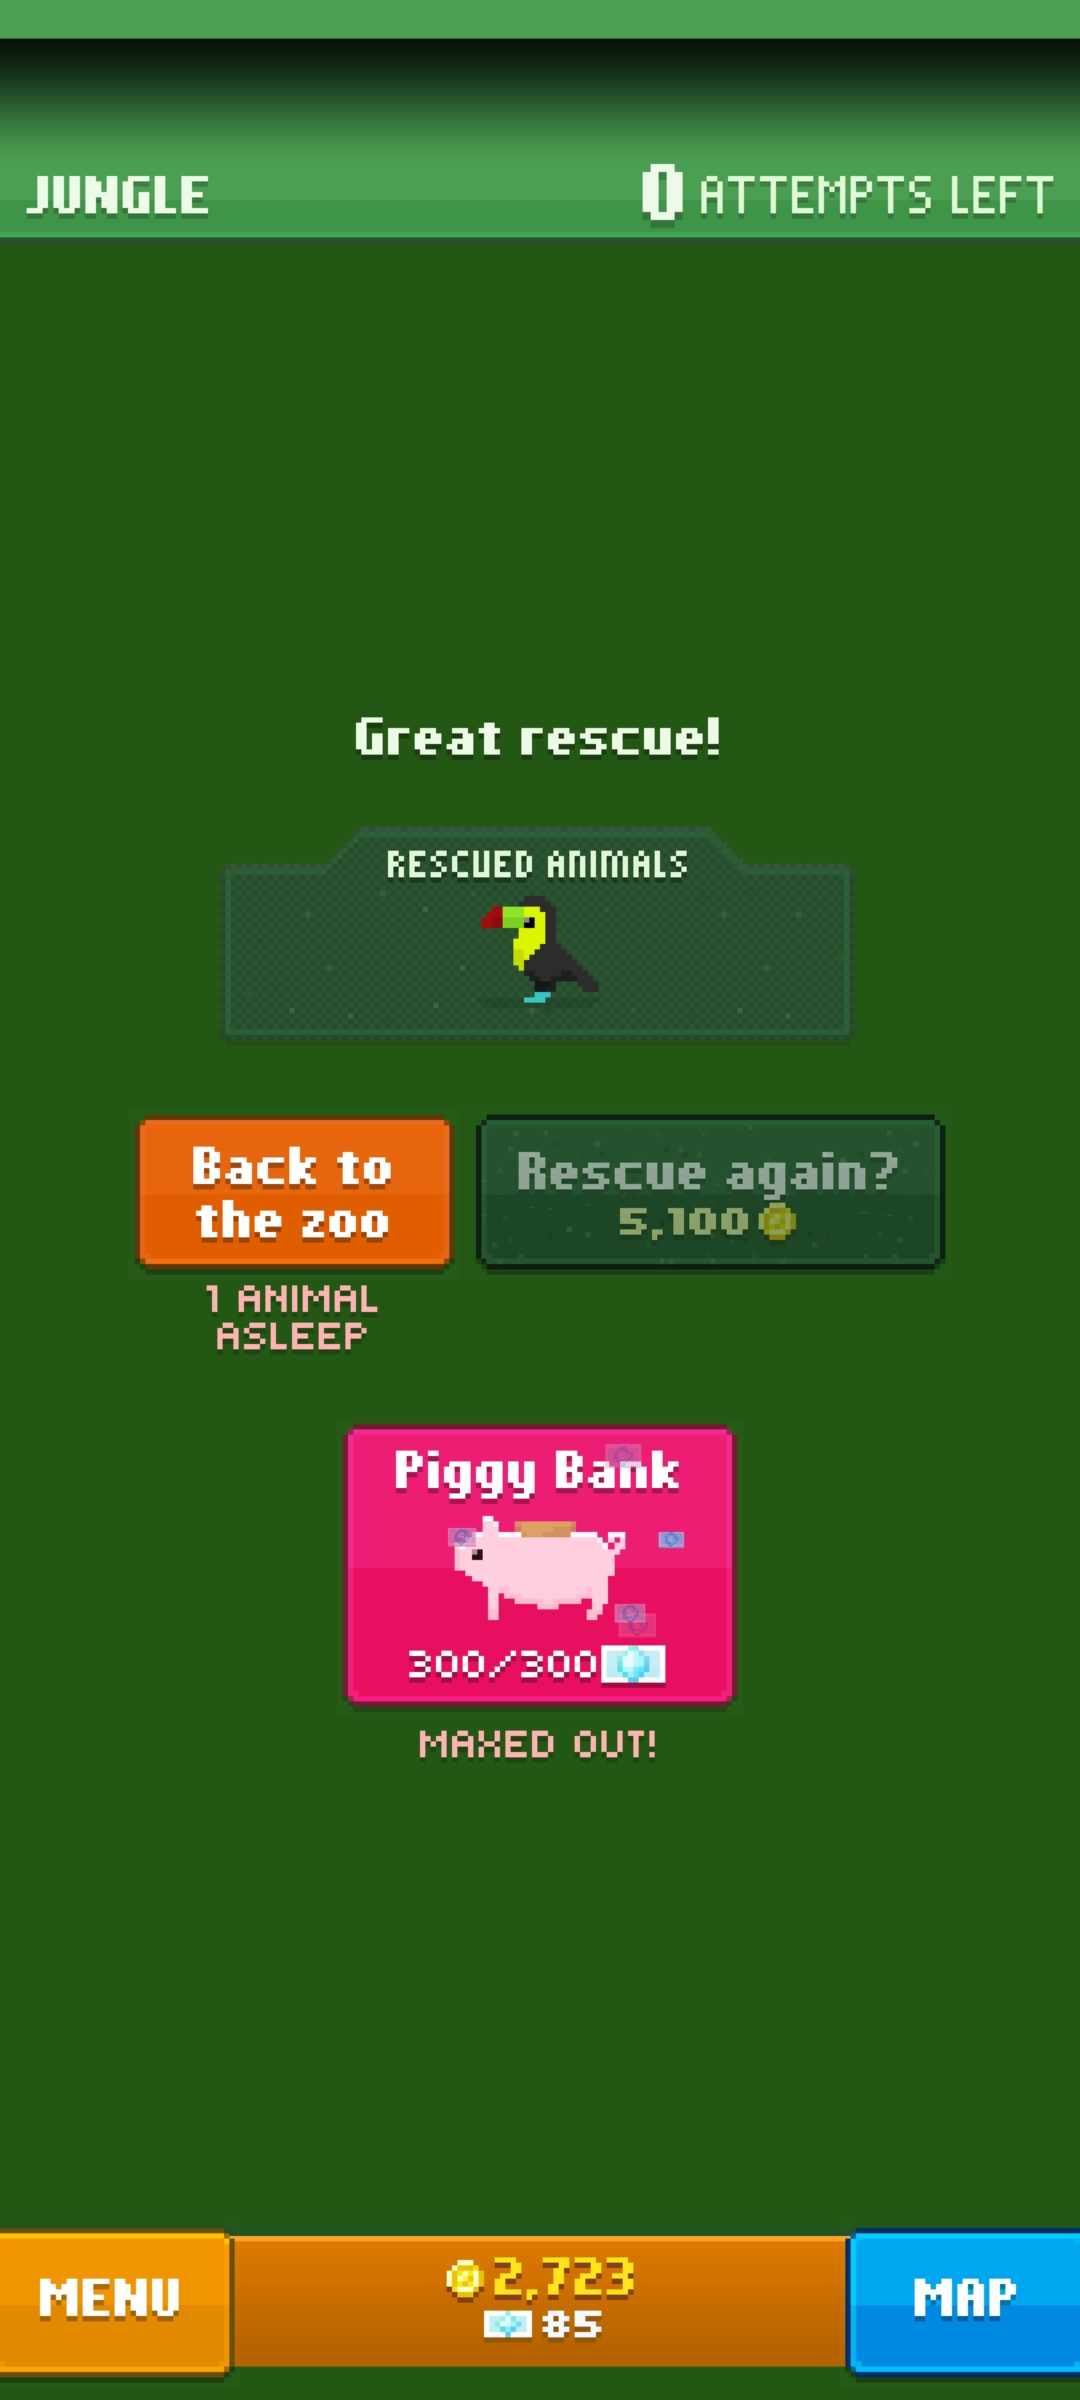 JUNGLE
0 ATTEMPTS LEFT
Great rescue!
RESCUED ANIMALS
Back to
the zoo
Rescue again?
5,100
1 ANIMAL
ASLEEP
Piggy Bank
300/300
MAXED OUT!
MENU
2,723
85
MAP